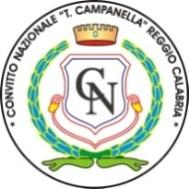 * CONVITTO NAZIONALE "T. CAMPANELLA" REGGIO CALABRIA *
CN